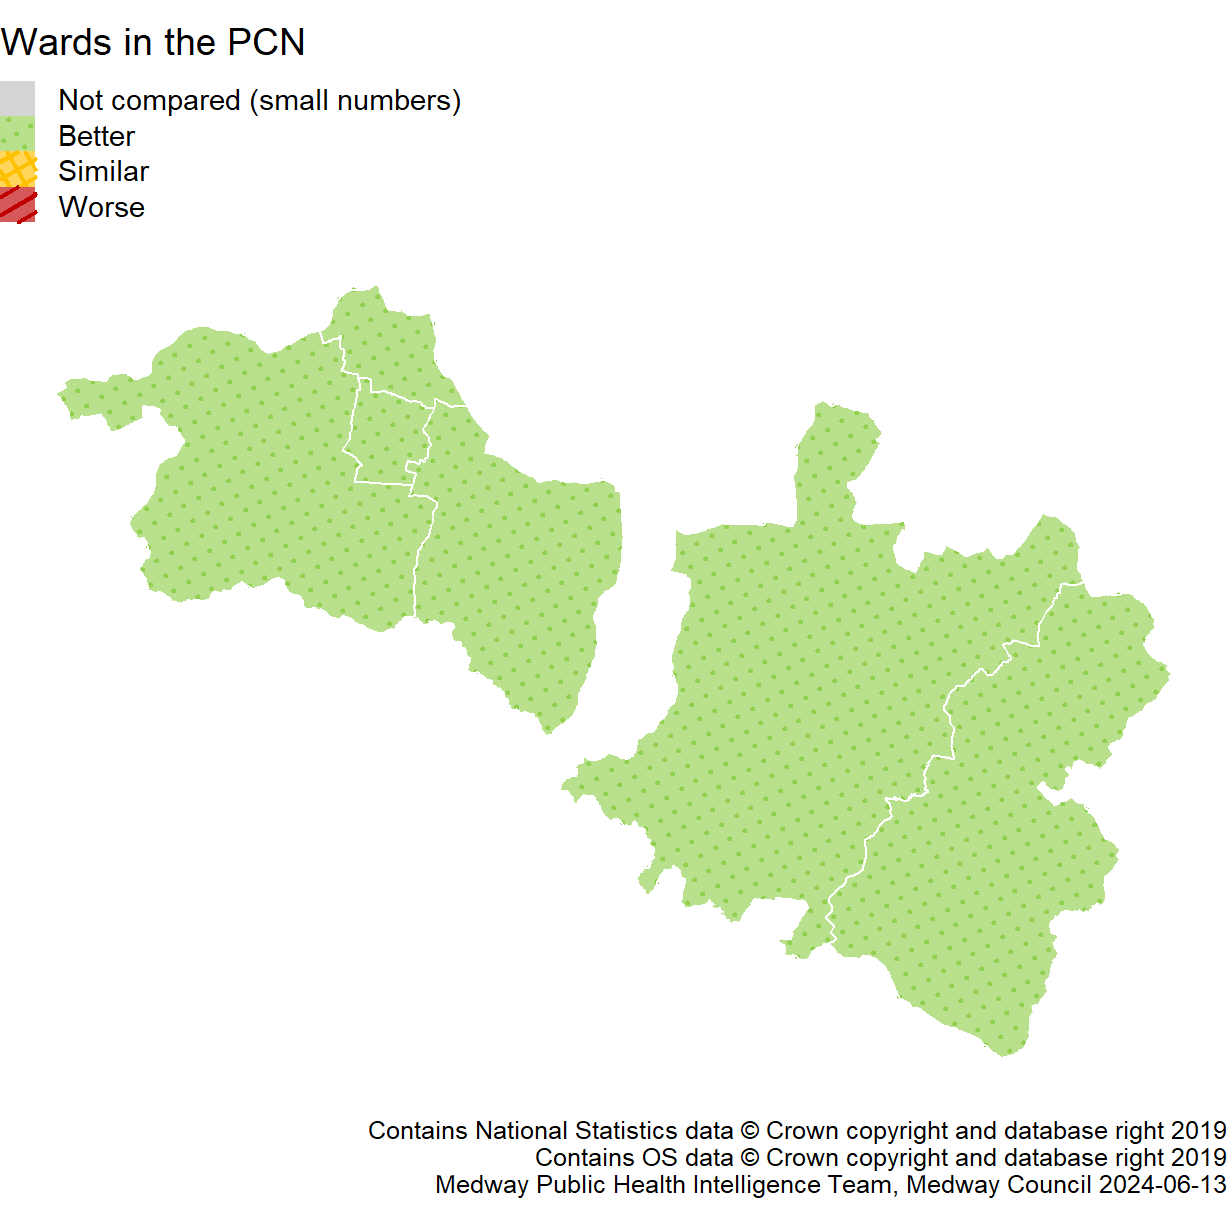 Wards in the PCN
Not compared (small numbers)
Better
Similar
Worse
Contains National Statistics data © Crown copyright and database right 2019
Contains OS data © Crown copyright and database right 2019
Medway Public Health Intelligence Team, Medway Council 2024-06-13